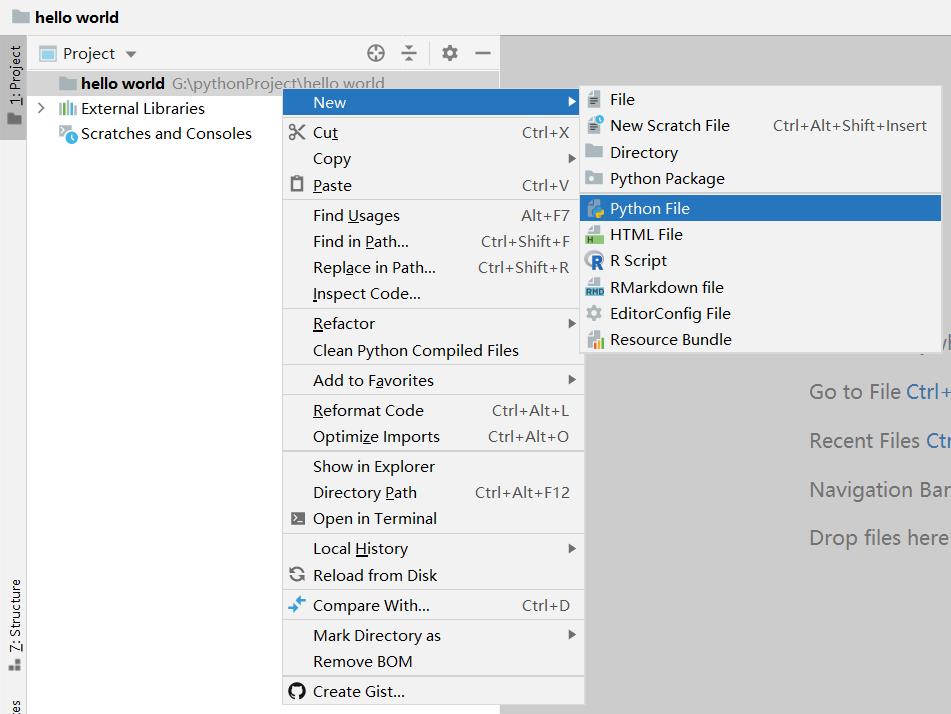 hello world
1: Project
Project
hello world G:\pythonProject\hello world
External Libraries
Scratches and Consoles
New
Cut Ctrl+X
Copy
Paste Ctrl+V
Find Usages Alt+F7
Find in Path... Ctrl+Shift+F
Replace in Path... Ctrl+Shift+R
Inspect Code...
Refactor
Clean Python Compiled Files
Add to Favorites
Reformat Code Ctrl+Alt+L
Optimize Imports Ctrl+Alt+O
Show in Explorer
Directory Path Ctrl+Alt+F12
Open in Terminal
Local History
Reload from Disk
Compare With... Ctrl+D
Mark Directory as
Remove BOM
Create Gist...
File
New Scratch File Ctrl+Alt+Shift+Insert
Directory
Python Package
Python File
HTML File
R Script
RMarkdown file
EditorConfig File
Resource Bundle
Go to File Ctrl+
Recent Files Ctr
Navigation Bar
Drop files here
7: Structure